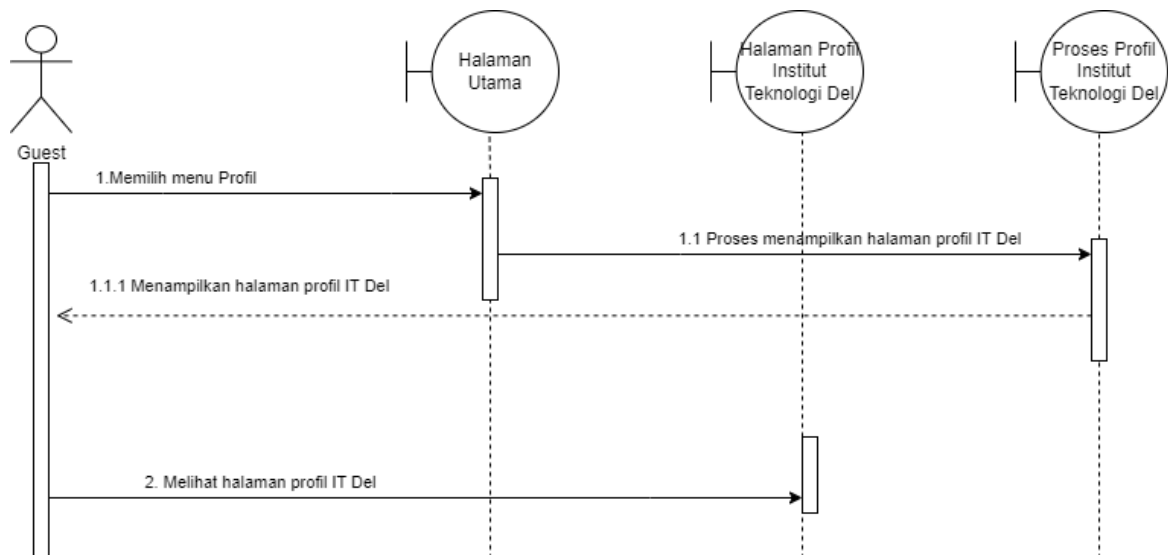 Halaman
Utama
Halaman Profil
Institut
Teknologi Del
Proses Profil
Institut
Teknologi Del
Guest
1.Memilih menu Profil
1.1 Proses menampilkan halaman profil IT Del
1.1.1 Menampilkan halaman profil IT Del
2. Melihat halaman profil IT Del